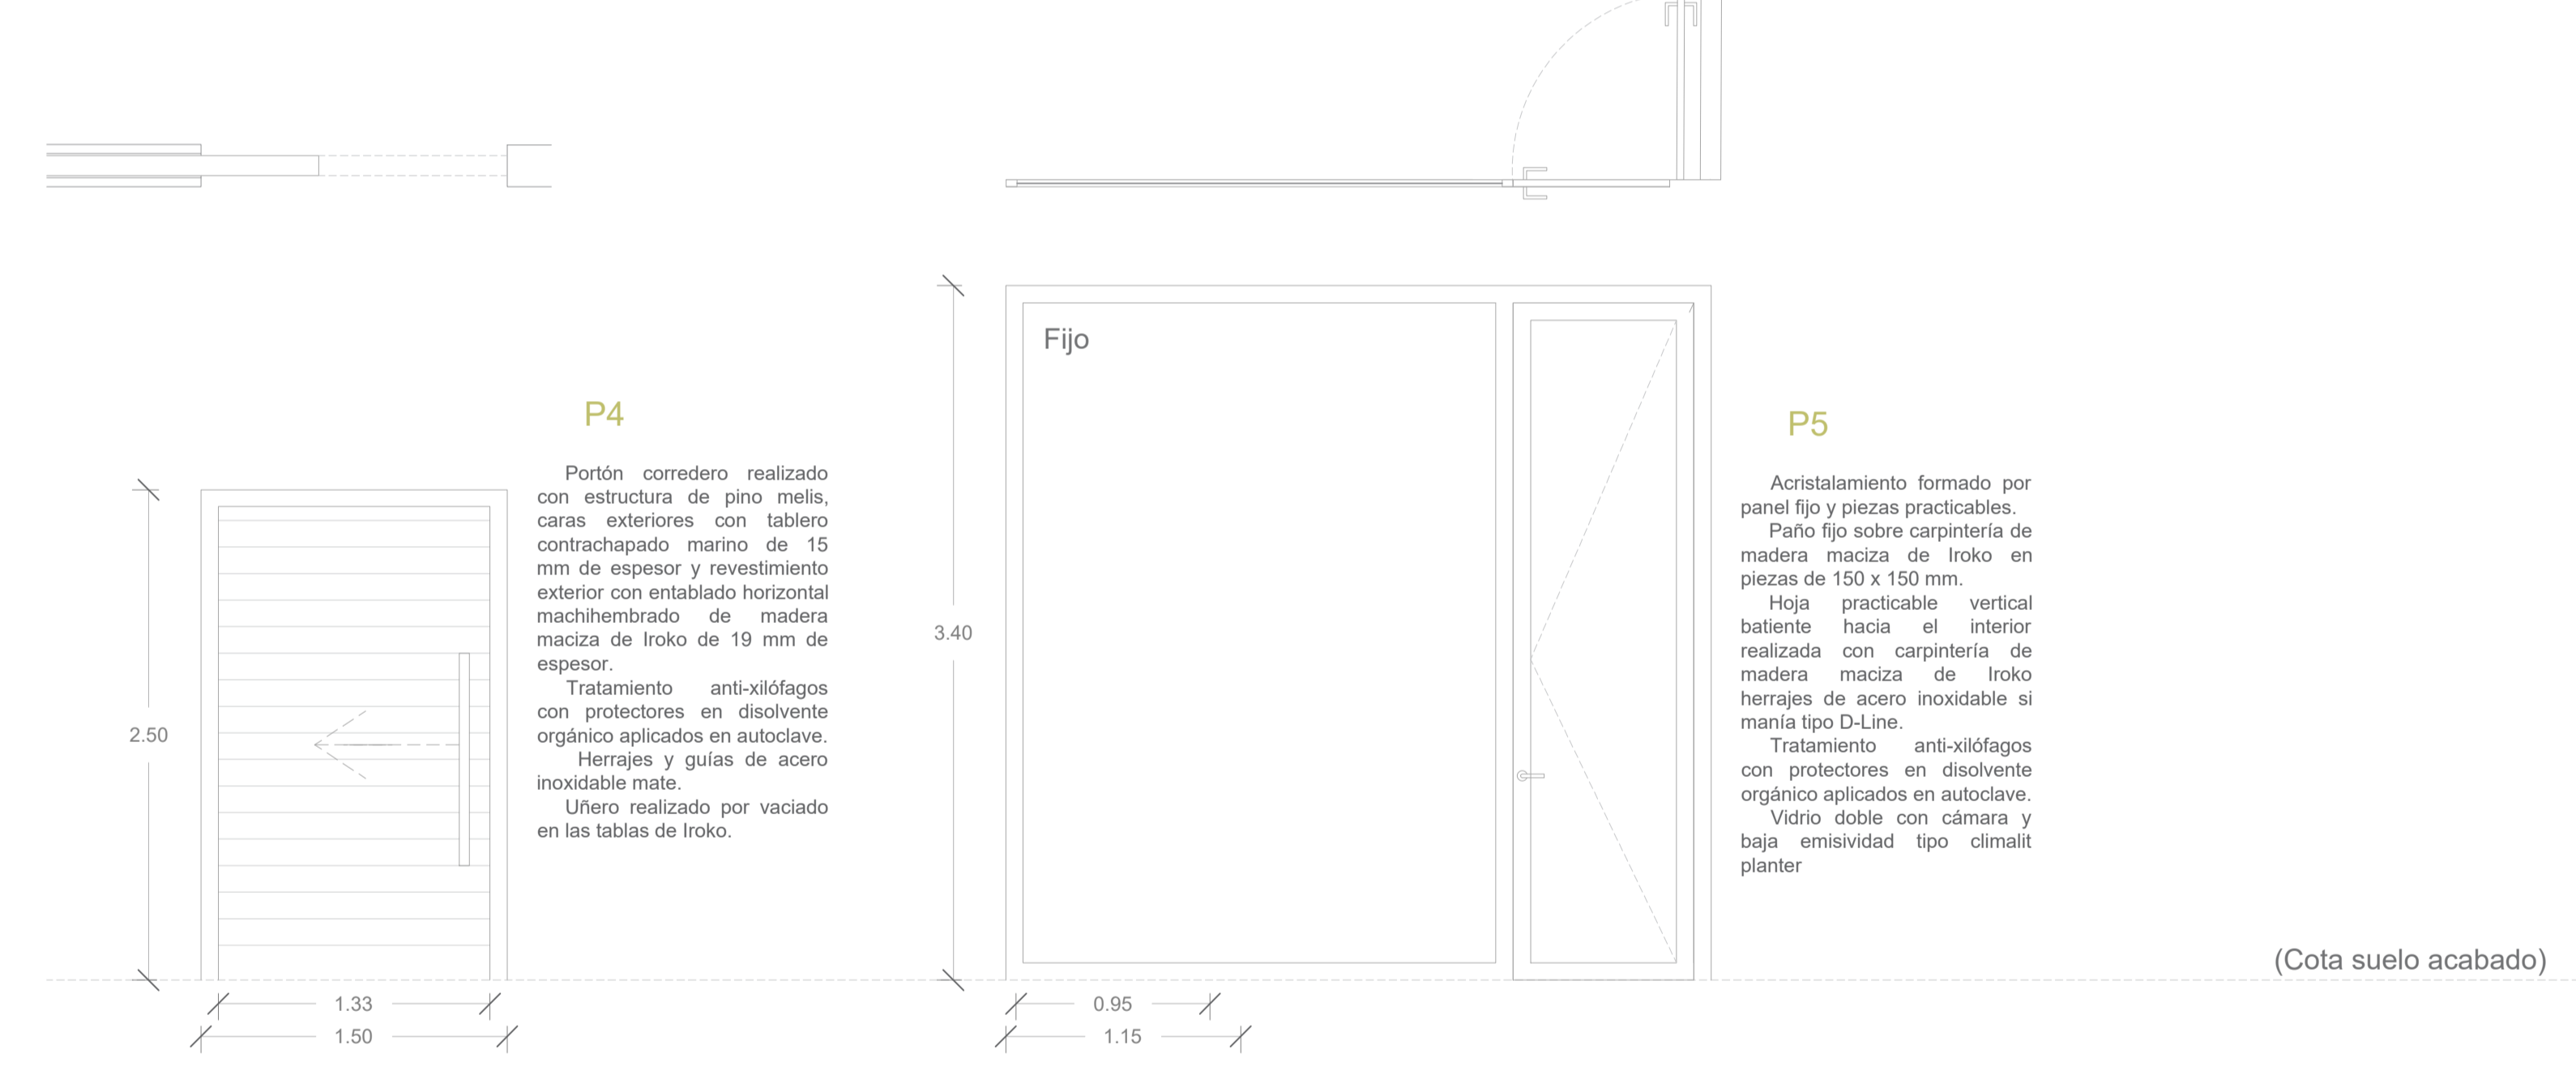 P4
Portón corredero realizado
con estructura de pino melis,
caras exteriores con tablero
contrachapado marino de 15
mm de espesor y revestimiento
exterior con entablado horizontal
machihembrado de madera
maciza de Iroko de 19 mm de
espesor.
Tratamiento anti-xilófagos
con protectores en disolvente
orgánico aplicados en autoclave.
Herrajes y guías de acero
inoxidable mate.
Uñero realizado por vaciado
en las tablas de Iroko.
2.50
1.33
1.50
Fijo
3.40
0.95
1.15
P5
Acristalamiento formado por
panel fijo y piezas practicables.
Paño fijo sobre carpintería de
madera maciza de Iroko en
piezas de 150 x 150 mm.
Hoja practicable vertical
batiente hacia el interior
realizada con carpintería de
madera maciza de Iroko
herrajes de acero inoxidable si
manía tipo D-Line.
Tratamiento anti-xilófagos
con protectores en disolvente
orgánico aplicados en autoclave.
Vidrio doble con cámara y
baja emisividad tipo climalit
planter
(Cota suelo acabado)